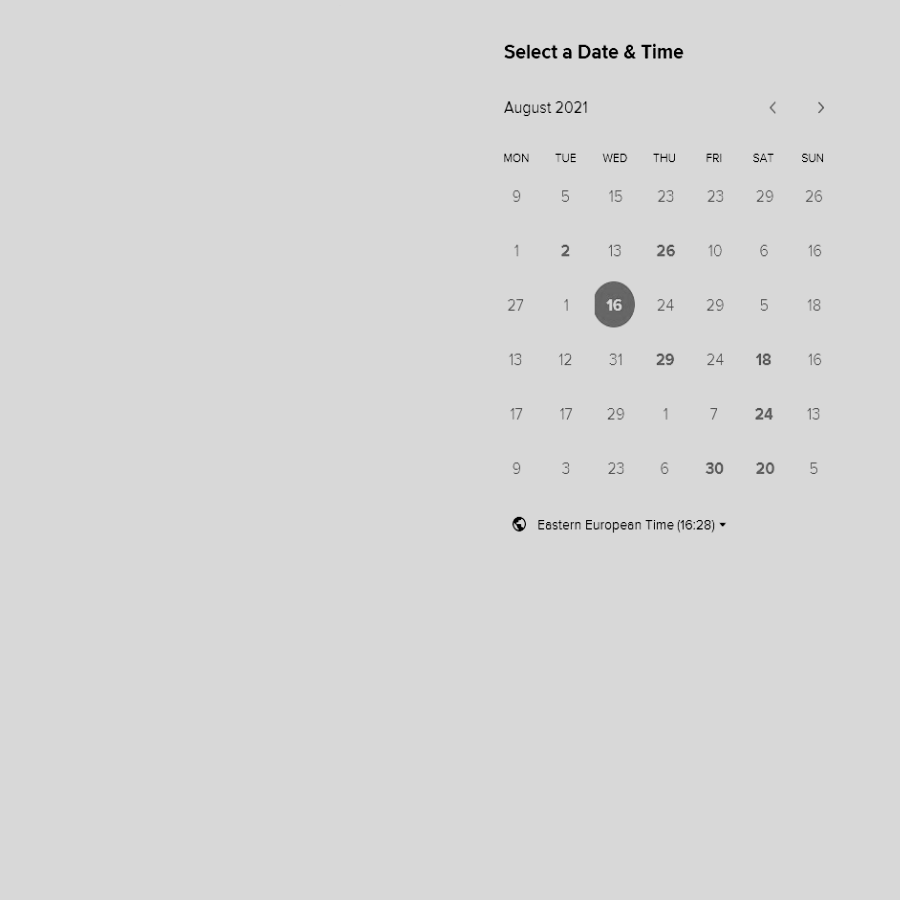 Select a Date & Time
August 2021
MON TUE WED THU FRI SAT SUN
9 5 15 23 23 29 26
1 2 13 26 10 6 16
27 1 16 24 29 5 18
13 12 31 29 24 18 16
17 17 29 1 7 24 13
9 3 23 6 30 20 5
Eastern European Time (16:28)